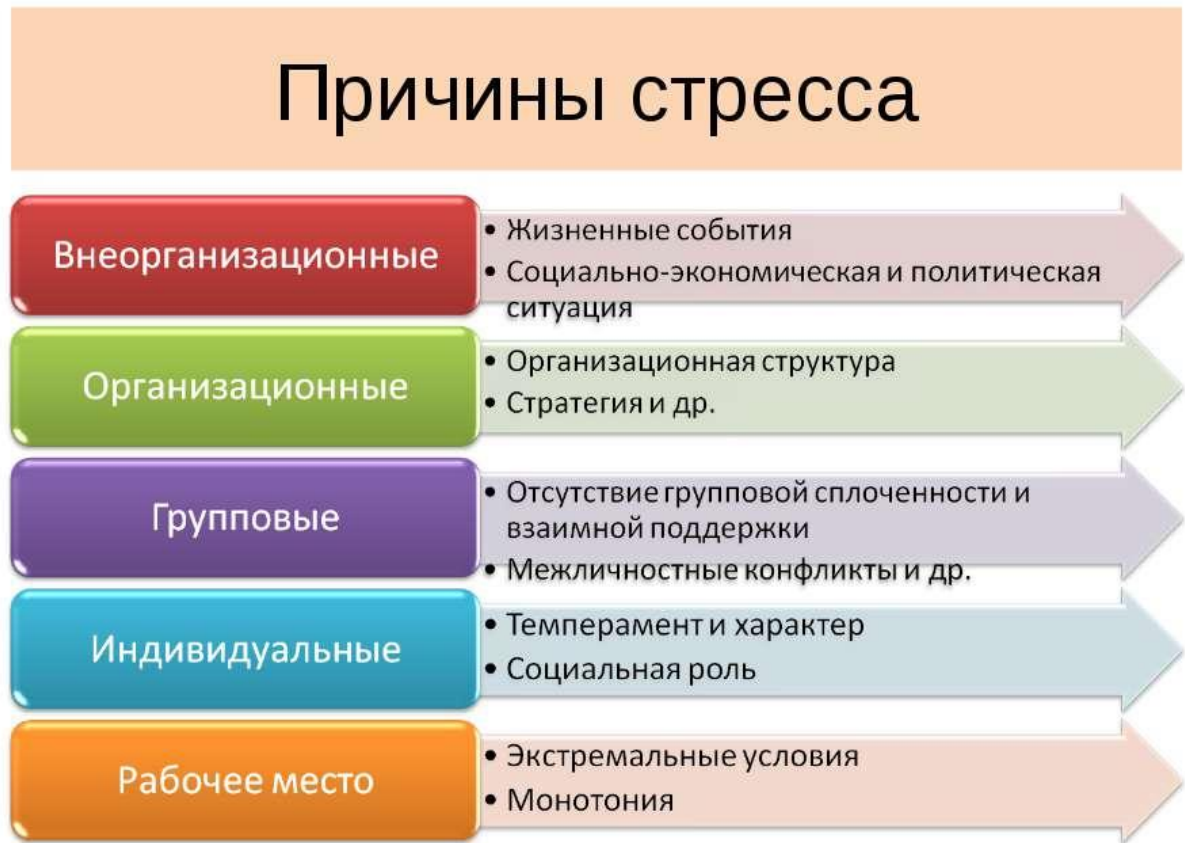 Причины стресса
Внеорганизационные
• Жизненные события
• Социально-экономическая и политическая
ситуация
Организационные
• Организационная структура
• Стратегия и др.
Групповые
• Отсутствие групповой сплоченности и
взаимной поддержки
• Межличностные конфликты и др.
Индивидуальные
• Темперамент и характер
• Социальная роль
Рабочее место
• Экстремальные условия
• Монотония